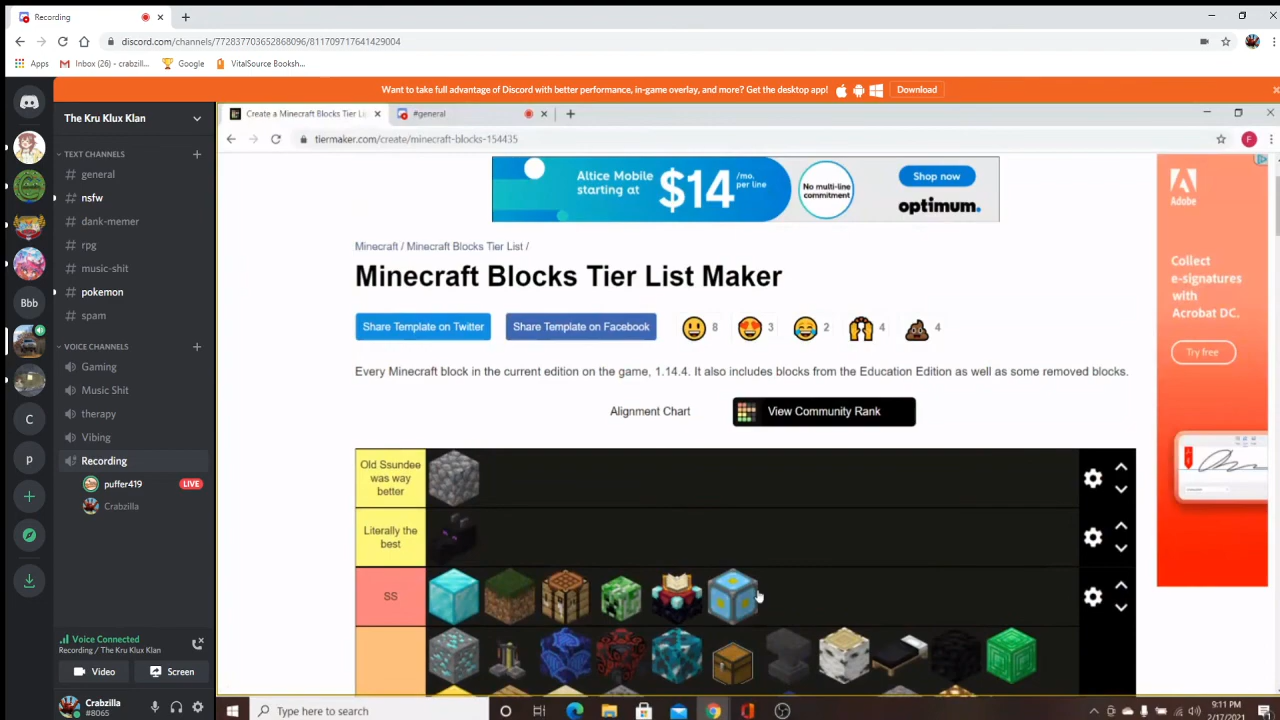 Recording
discord.com/channels/772837703652868096/811709717641429004
Apps
Inbox (26) - crabzill...
Google
VitalSource Booksh...
Want to take full advantage of Discord with better performance, in-game overlay, and more? Get the desktop app!
Download
The Kru Klux Klan
TEXT CHANNELS
# general
# nsfw
# dank-memer
# rpg
# music-shit
# pokemon
# spam
VOICE CHANNELS
Gaming
Music Shit
therapy
Vibing
Recording
puffer419
LIVE
Crabzilla
Bbb
C
p
Voice Connected
Recording / The Kru Klux Klan
Video
Screen
Crabzilla
#8065
Create a Minecraft Blocks Tier Li
#general
tiermaker.com/create/minecraft-blocks-154435
F
Altice Mobile
starting at
$14
/mo.
per line
No multi-line
commitment
Shop now
optimum.
Adobe
Collect
e-signatures
with
Acrobat DC.
Try free
Minecraft / Minecraft Blocks Tier List /
Minecraft Blocks Tier List Maker
Share Template on Twitter
Share Template on Facebook
8
3
2
4
4
Every Minecraft block in the current edition on the game, 1.14.4. It also includes blocks from the Education Edition as well as some removed blocks.
Alignment Chart
View Community Rank
Old Ssundee
was way
better
Literally the
best
SS
Type here to search
9:11 PM
2/17/2021